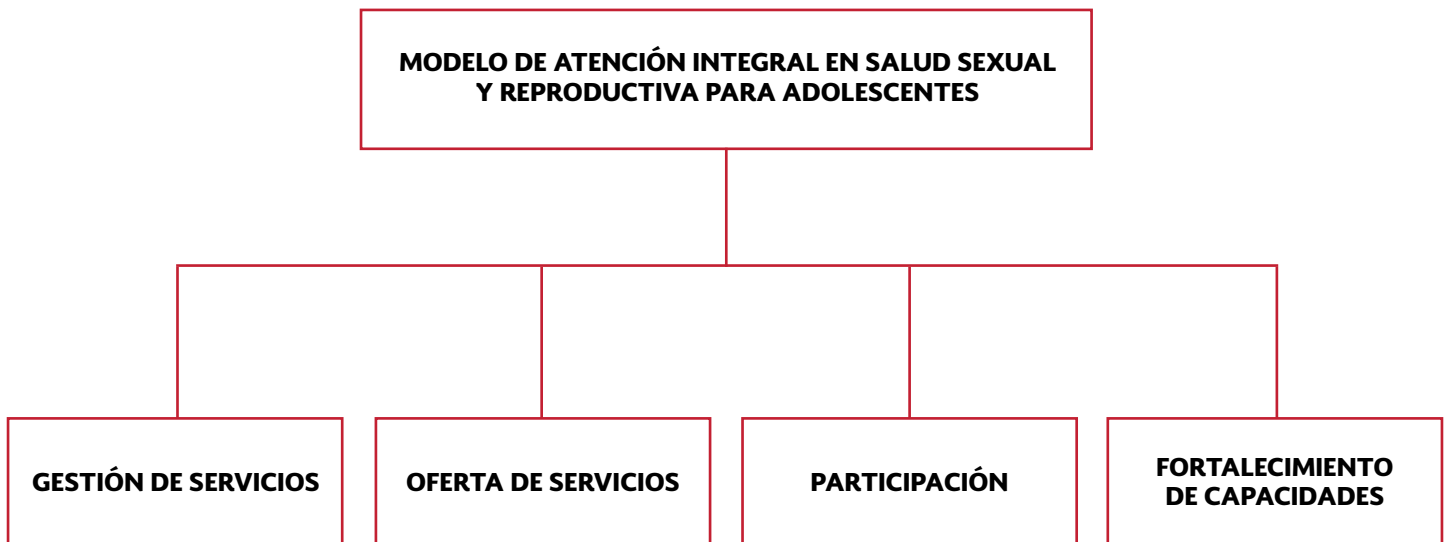 MODELO DE ATENCIÓN INTEGRAL EN SALUD SEXUAL
Y REPRODUCTIVA PARA ADOLESCENTES
GESTIÓN DE SERVICIOS
OFERTA DE SERVICIOS
PARTICIPACIÓN
FORTALECIMIENTO
DE CAPACIDADES